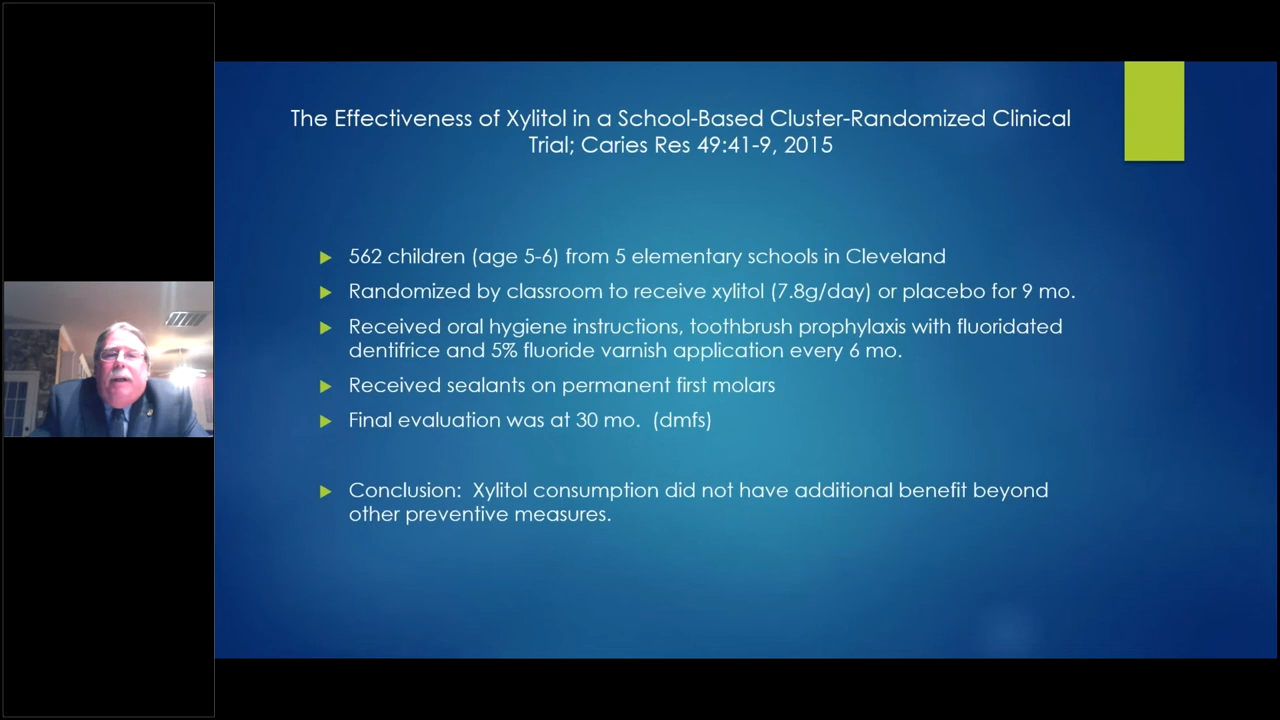 The Effectiveness of Xylitol in a School-Based Cluster-Randomized Clinical
Trial; Caries Res 49:41-9, 2015
562 children (age 5-6) from 5 elementary schools in Cleveland
Randomized by classroom to receive xylitol (7.8g/day) or placebo for 9 mo.
Received oral hygiene instructions, toothbrush prophylaxis with fluoridated
dentifrice and 5% fluoride varnish application every 6 mo.
Received sealants on permanent first molars
Final evaluation was at 30 mo.  (dmfs)
Conclusion:  Xylitol consumption did not have additional benefit beyond
other preventive measures.